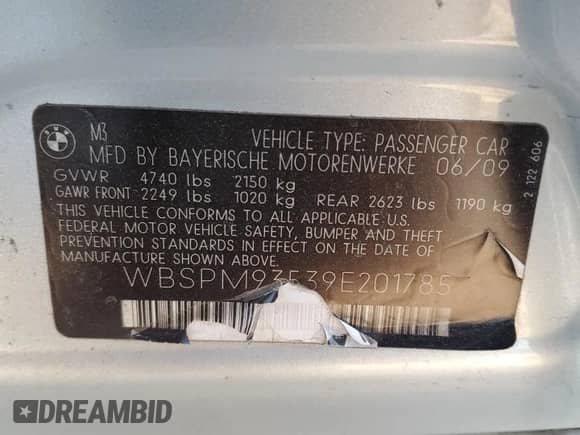 BMW
M3
VEHICLE TYPE: PASSENGER CAR
MFD BY BAYERISCHE MOTORENWERKE 06/09
GVWR 4740 lbs 2150 kg
GAWR FRONT 2249 lbs 1020 kg REAR 2623 lbs 1190 kg
THIS VEHICLE CONFORMS TO ALL APPLICABLE U.S.
FEDERAL MOTOR VEHICLE SAFETY, BUMPER AND THEFT
PREVENTION STANDARDS IN EFFECT ON THE DATE OF
MANUFACTURE SHOWN ABOVE.
WBSPM93539E201785
2 122 606
DREAMBID